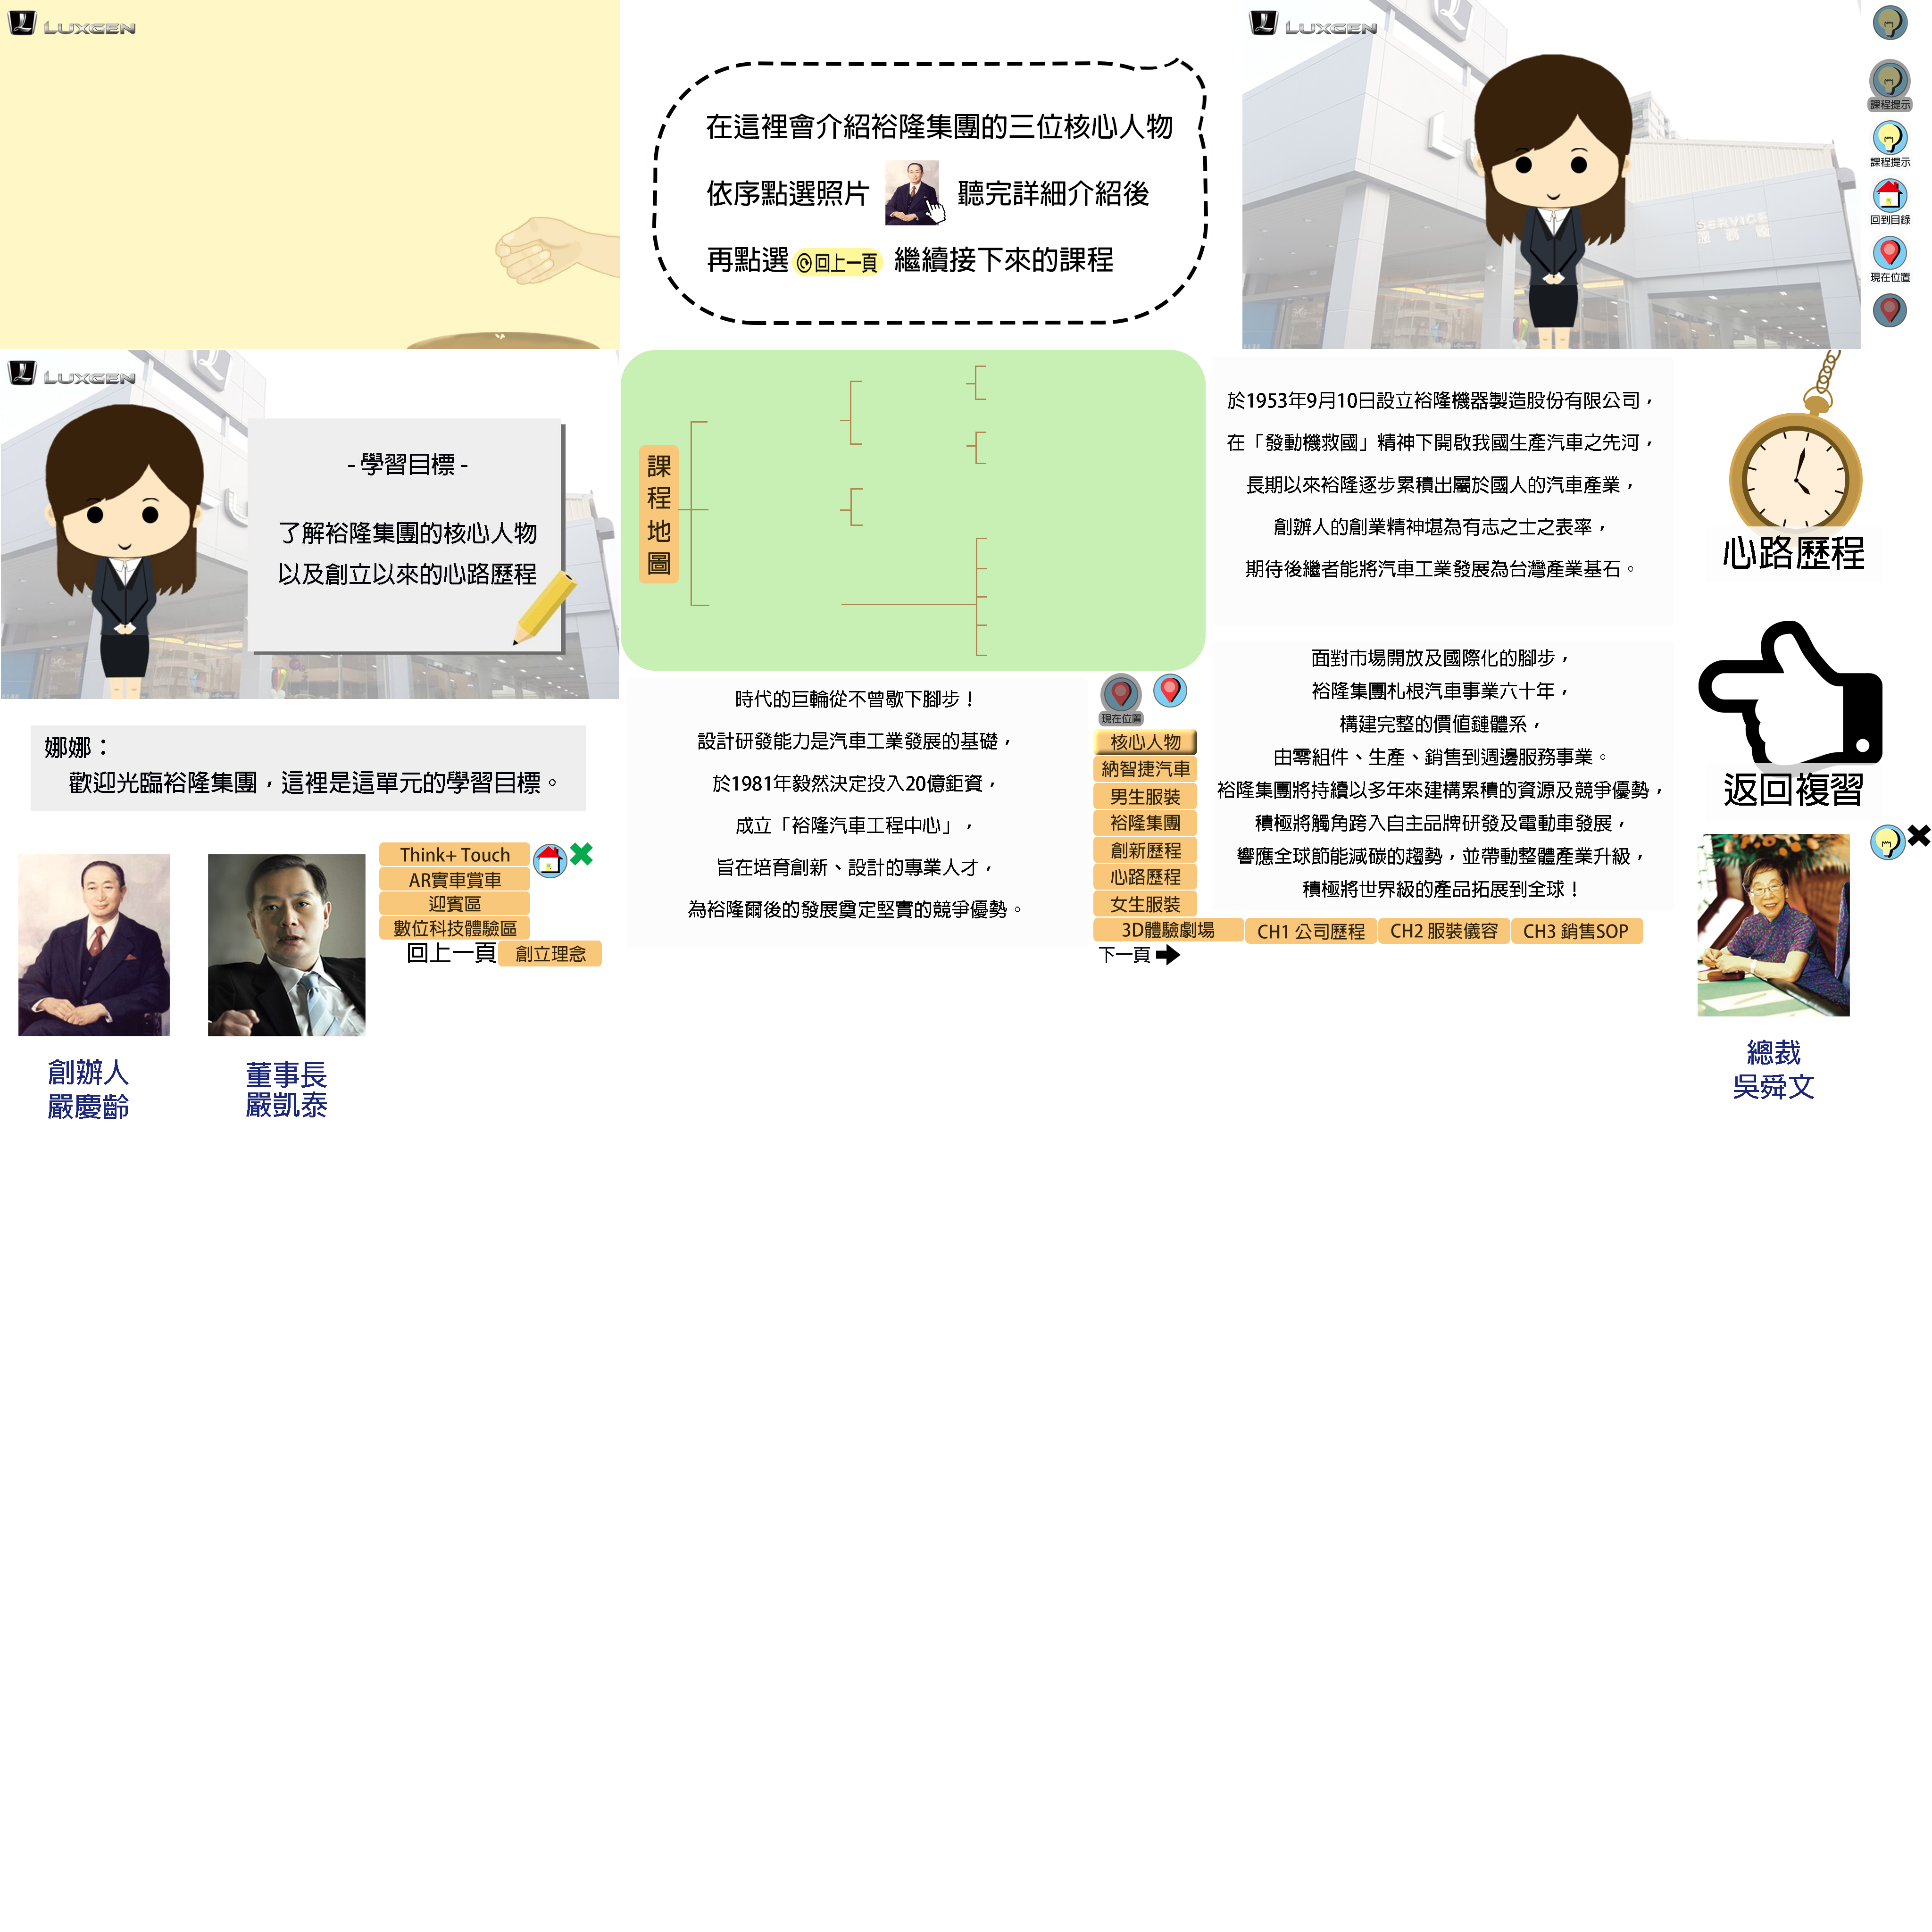 LUXGEN
在這裡會介紹裕隆集團的三位核心人物
依序點選照片 聽完詳細介紹後
再點選 回上一頁 繼續接下來的課程
LUXGEN
SERVICE
服務廠
課程提示
課程提示
回到目錄
現在位置
LUXGEN
- 學習目標 -
了解裕隆集團的核心人物
以及創立以來的心路歷程
課程地圖
於1953年9月10日設立裕隆機器製造股份有限公司，
在「發動機救國」精神下開啟我國生產汽車之先河，
長期以來裕隆逐步累積出屬於國人的汽車產業，
創辦人的創業精神堪為有志之士之表率，
期待後繼者能將汽車工業發展為台灣產業基石。
心路歷程
娜娜：
歡迎光臨裕隆集團，這裡是這單元的學習目標。
時代的巨輪從不曾歇下腳步！
設計研發能力是汽車工業發展的基礎，
於1981年毅然決定投入20億鉅資，
成立「裕隆汽車工程中心」，
旨在培育創新、設計的專業人才，
為裕隆爾後的發展奠定堅實的競爭優勢。
現在位置
核心人物
納智捷汽車
男生服裝
裕隆集團
創新歷程
心路歷程
女生服裝
3D體驗劇場
CH1 公司歷程
CH2 服裝儀容
CH3 銷售SOP
下一頁
面對市場開放及國際化的腳步，
裕隆集團札根汽車事業六十年，
構建完整的價值鏈體系，
由零組件、生產、銷售到週邊服務事業。
裕隆集團將持續以多年來建構累積的資源及競爭優勢，
積極將觸角跨入自主品牌研發及電動車發展，
響應全球節能減碳的趨勢，並帶動整體產業升級，
積極將世界級的產品拓展到全球！
返回複習
Think+ Touch
AR實車賞車
迎賓區
數位科技體驗區
回上一頁
創立理念
創辦人
嚴慶齡
董事長
嚴凱泰
總裁
吳舜文